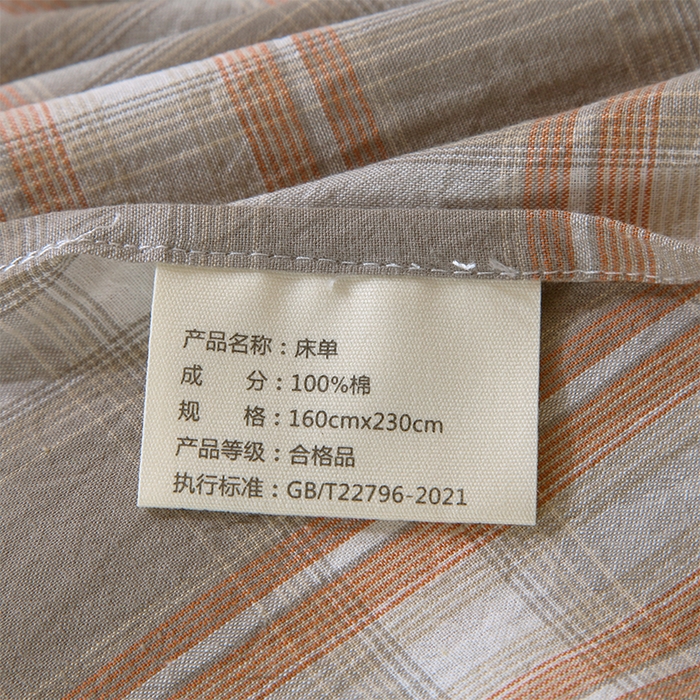 产品名称：床单
成 分：100%棉
规 格：160cmx230cm
产品等级：合格品
执行标准：GB/T22796-2021